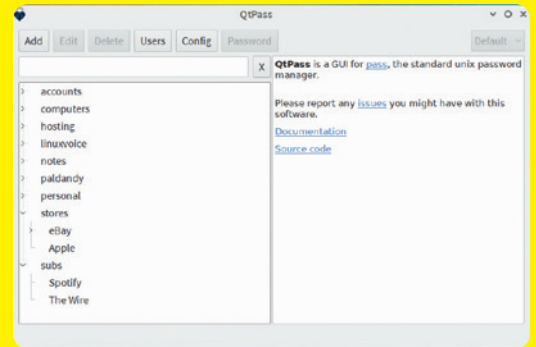 QtPass
Add Edit Delete Users Config Password Default
X
accounts
computers
hosting
linuxvoice
notes
paldandy
personal
stores
eBay
Apple
subs
Spotify
The Wire
QtPass is a GUI for pass, the standard unix password
manager.
Please report any issues you might have with this
software.
Documentation
Source code